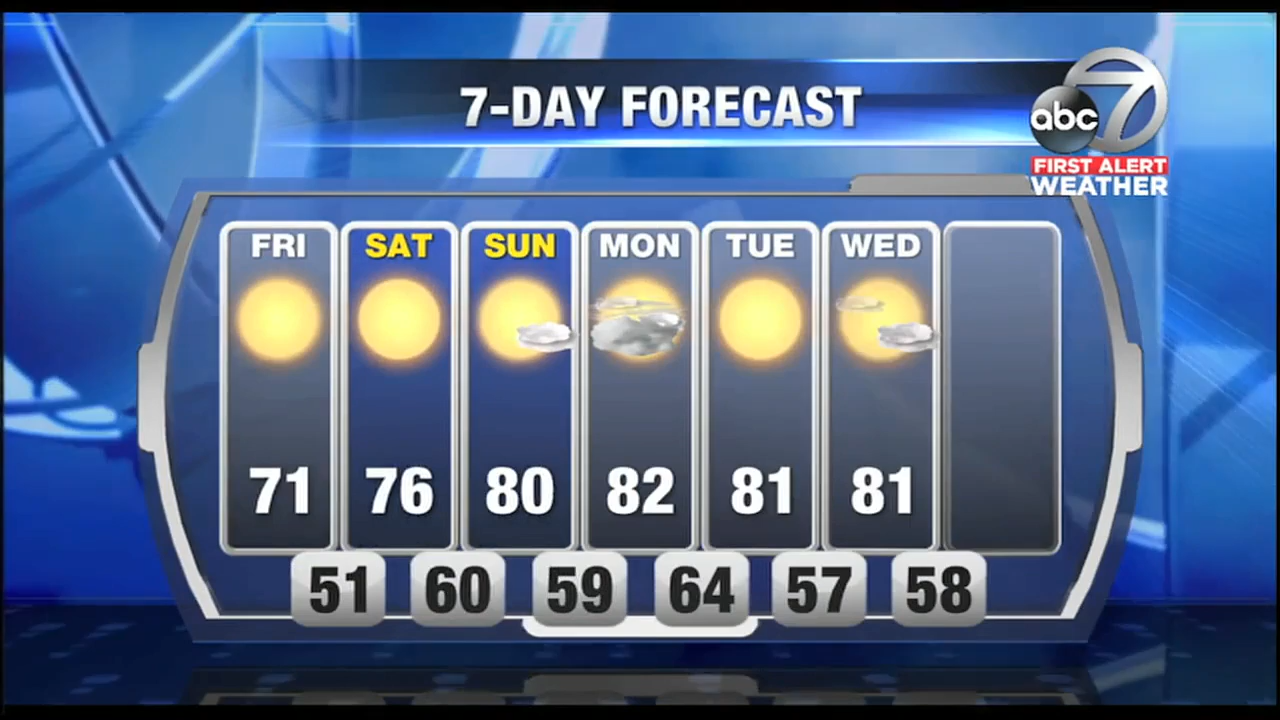 7-DAY FORECAST
abc 7
FIRST ALERT
WEATHER
FRI SAT SUN MON TUE WED
71 76 80 82 81 81
51 60 59 64 57 58